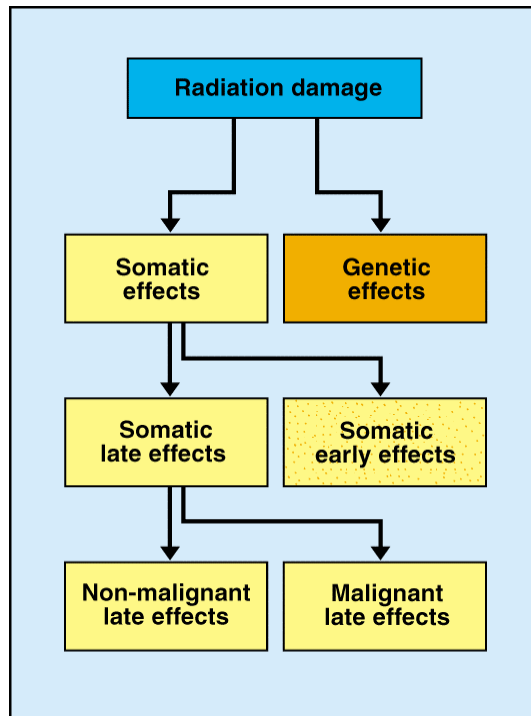 Radiation damage
Somatic
effects
Genetic
effects
Somatic
late effects
Somatic
early effects
Non-malignant
late effects
Malignant
late effects